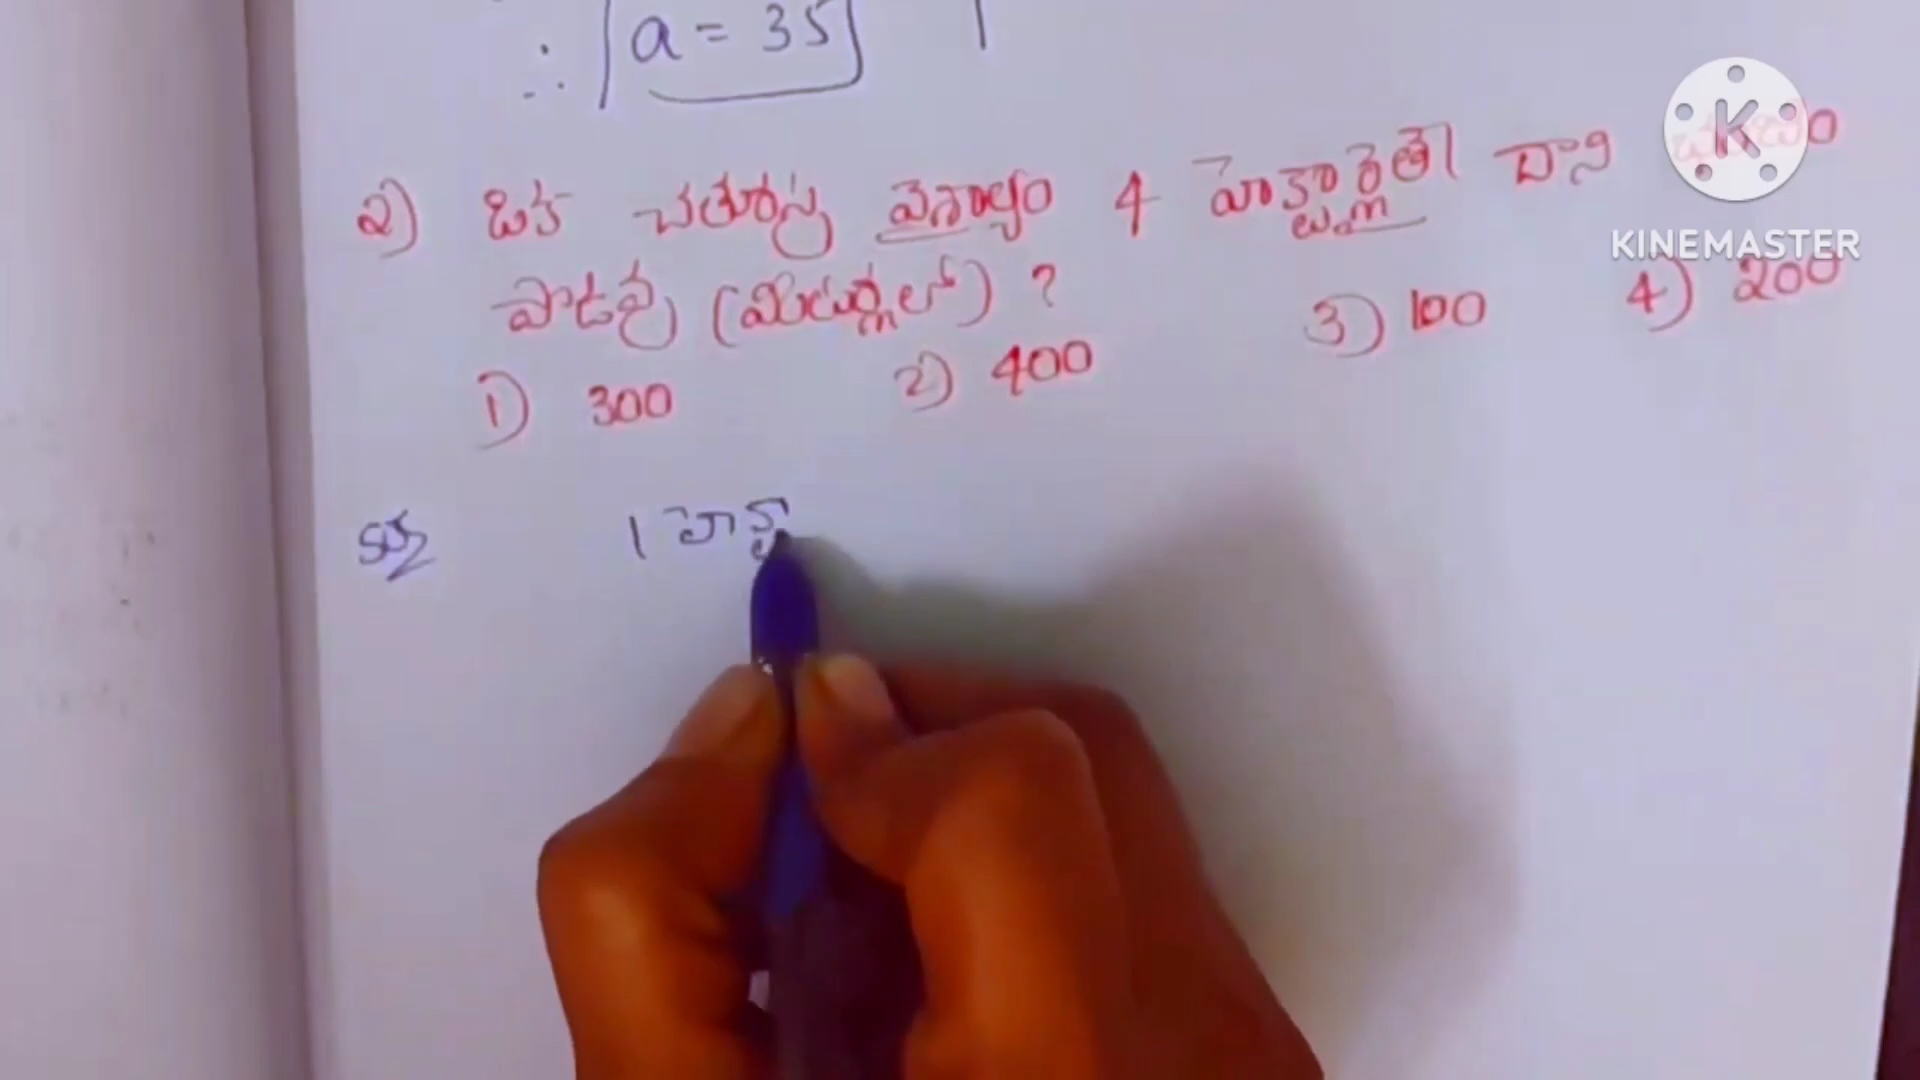 ∴ a = 35
2) ఒక చతురస్ర వైశాల్యం 4 హెక్టార్లైతే దాని
పొడవు (మీటర్లలో) ?
1) 300 2) 400 3) 100 4) 200
Sol
1 హెక్టా
KINEMASTER